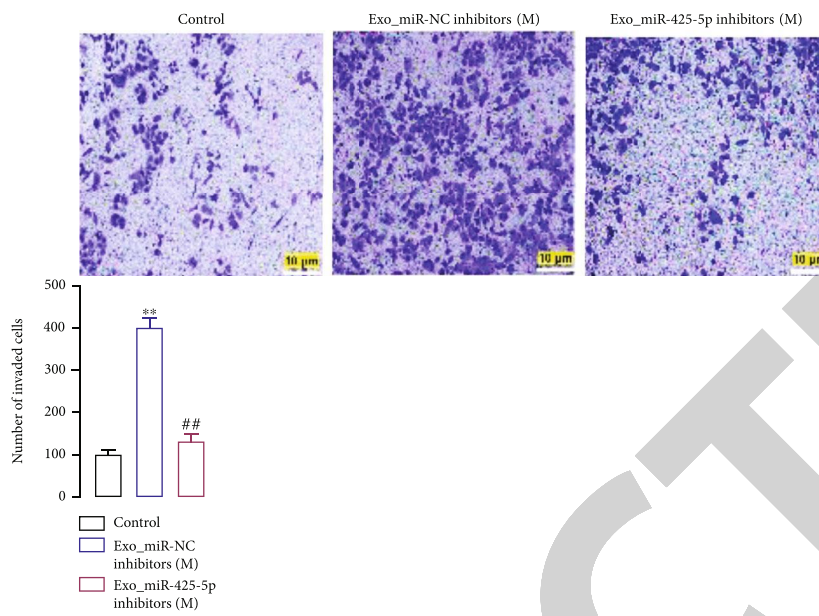 Control
Exo_miR-NC inhibitors (M)
Exo_miR-425-5p inhibitors (M)
10 μm
10 μm
10 μm
Number of invaded cells
500
400
300
200
100
0
**
##
Control
Exo_miR-NC
inhibitors (M)
Exo_miR-425-5p
inhibitors (M)